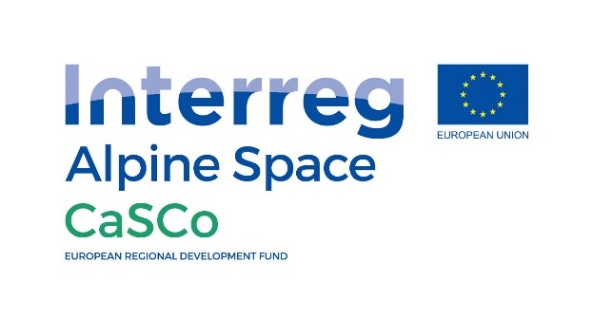 Interreg
EUROPEAN UNION
Alpine Space
CaSCo
EUROPEAN REGIONAL DEVELOPMENT FUND